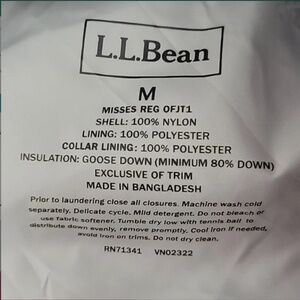 L.L.Bean
M
MISSES REG OFJT1
SHELL: 100% NYLON
LINING: 100% POLYESTER
COLLAR LINING: 100% POLYESTER
INSULATION: GOOSE DOWN (MINIMUM 80% DOWN)
EXCLUSIVE OF TRIM
MADE IN BANGLADESH
Prior to laundering close all closures. Machine wash cold
separately. Delicate cycle. Mild detergent. Do not bleach or
use fabric softener. Tumble dry low with tennis ball to
distribute down evenly, remove promptly. Cool iron if needed,
avoid iron on trims. Do not dry clean.
RN71341 VN02322